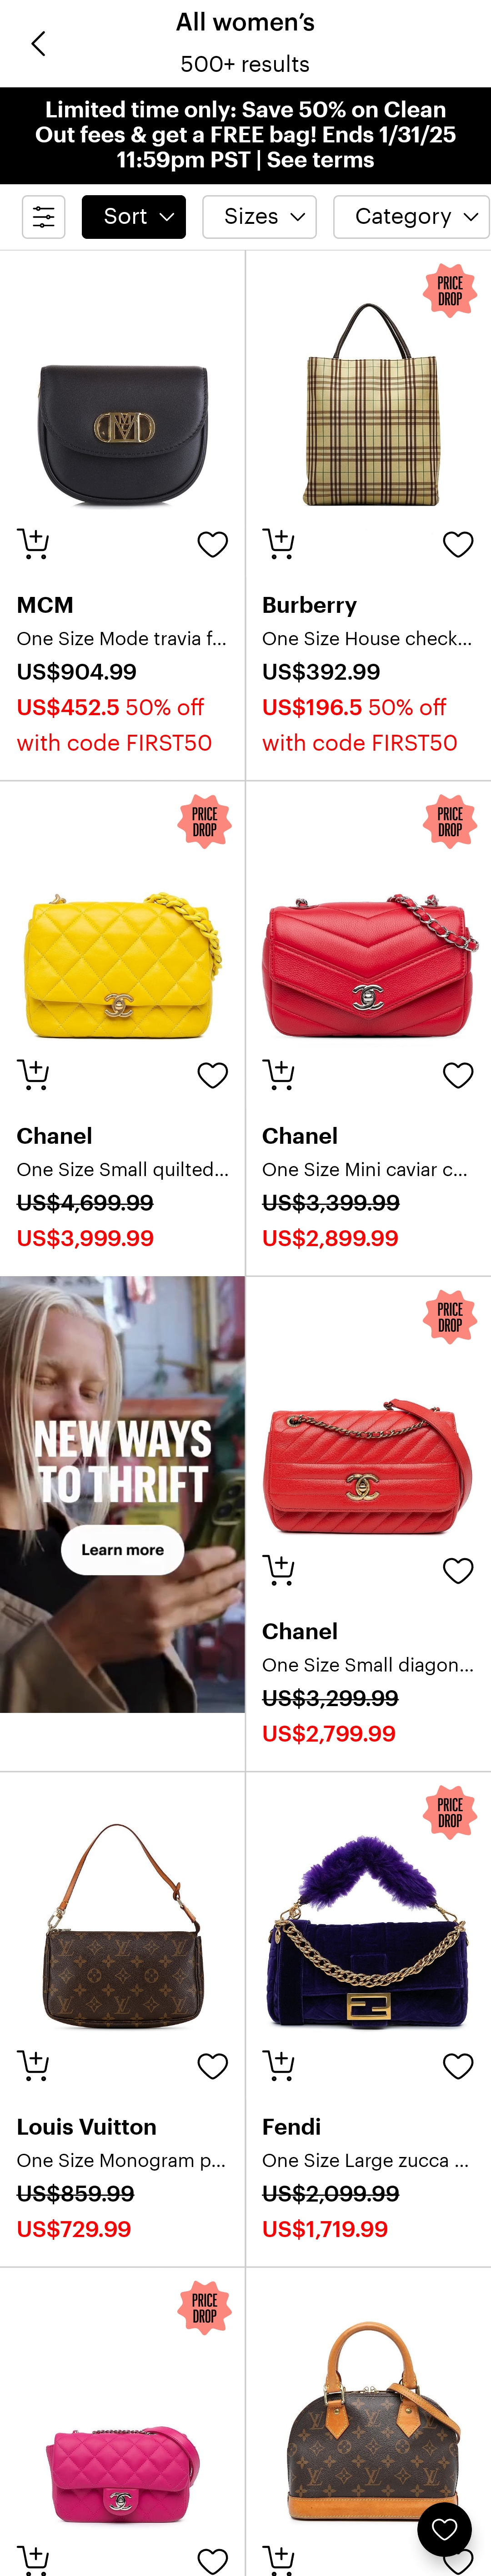 All women's
500+ results
Limited time only: Save 50% on Clean
Out fees & get a FREE bag! Ends 1/31/25
11:59pm PST | See terms
Sort
Sizes
Category
PRICE
DROP
MCM
One Size Mode travia f...
US$904.99
US$452.5 50% off
with code FIRST50
Burberry
One Size House check...
US$392.99
US$196.5 50% off
with code FIRST50
PRICE
DROP
Chanel
One Size Small quilted...
US$4,699.99
US$3,999.99
PRICE
DROP
Chanel
One Size Mini caviar c...
US$3,399.99
US$2,899.99
NEW WAYS
TO THRIFT
Learn more
PRICE
DROP
Chanel
One Size Small diagon...
US$3,299.99
US$2,799.99
Louis Vuitton
One Size Monogram p...
US$859.99
US$729.99
PRICE
DROP
Fendi
One Size Large zucca ...
US$2,099.99
US$1,719.99
PRICE
DROP